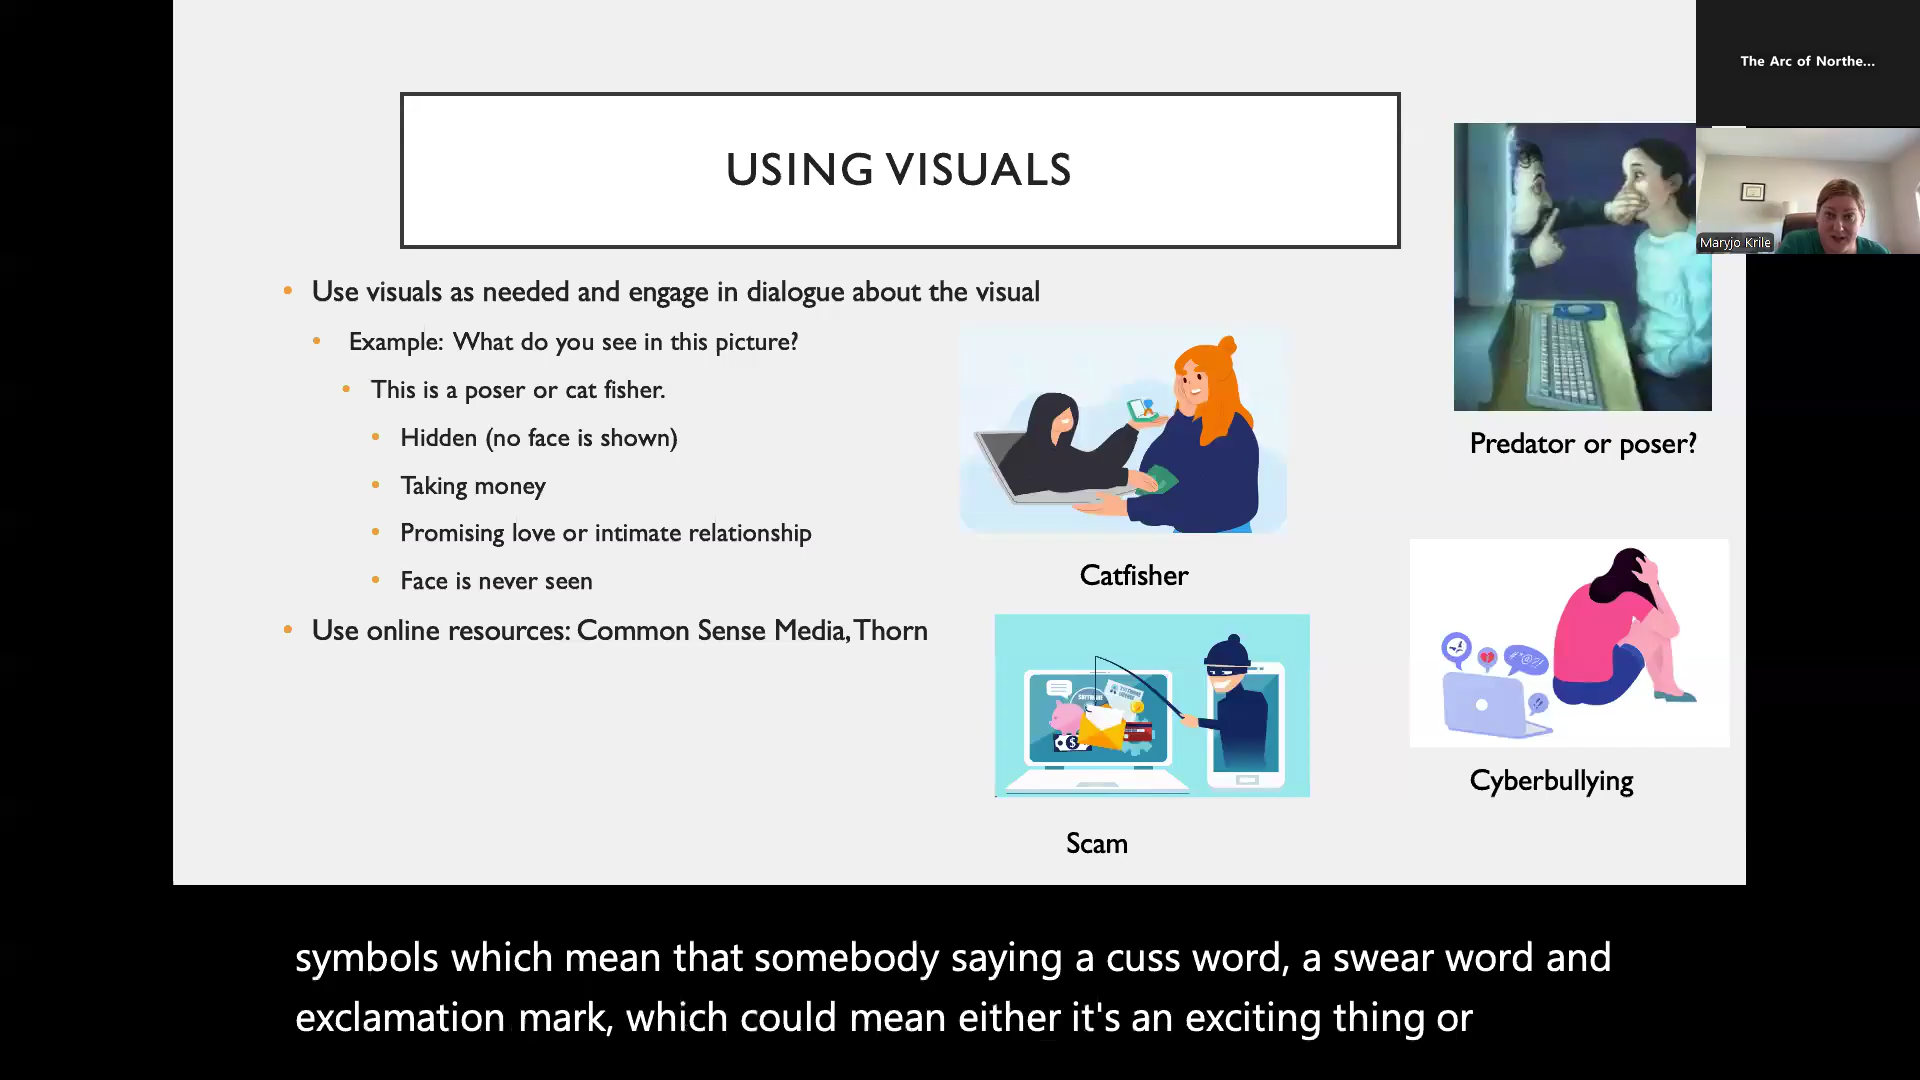 The Arc of Northe...
USING VISUALS
Maryjo Krile
Use visuals as needed and engage in dialogue about the visual
Example: What do you see in this picture?
This is a poser or cat fisher.
Hidden (no face is shown)
Taking money
Promising love or intimate relationship
Face is never seen
Use online resources: Common Sense Media, Thorn
Predator or poser?
Catfisher
SOFTWARE
$
Scam
#*@?!
!!
Cyberbullying
symbols which mean that somebody saying a cuss word, a swear word and
exclamation mark, which could mean either it's an exciting thing or